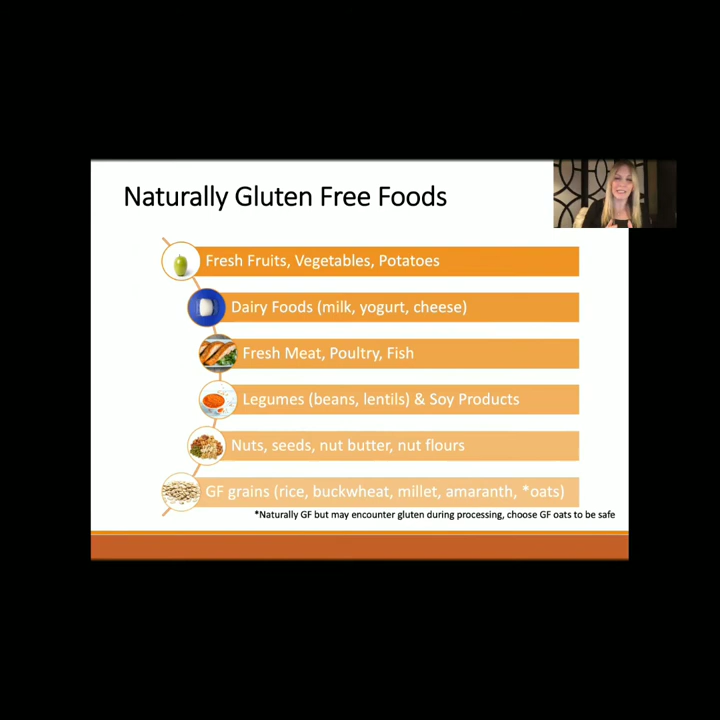 Naturally Gluten Free Foods
Fresh Fruits, Vegetables, Potatoes
Dairy Foods (milk, yogurt, cheese)
Fresh Meat, Poultry, Fish
Legumes (beans, lentils) & Soy Products
Nuts, seeds, nut butter, nut flours
GF grains (rice, buckwheat, millet, amaranth, *oats)
*Naturally GF but may encounter gluten during processing, choose GF oats to be safe